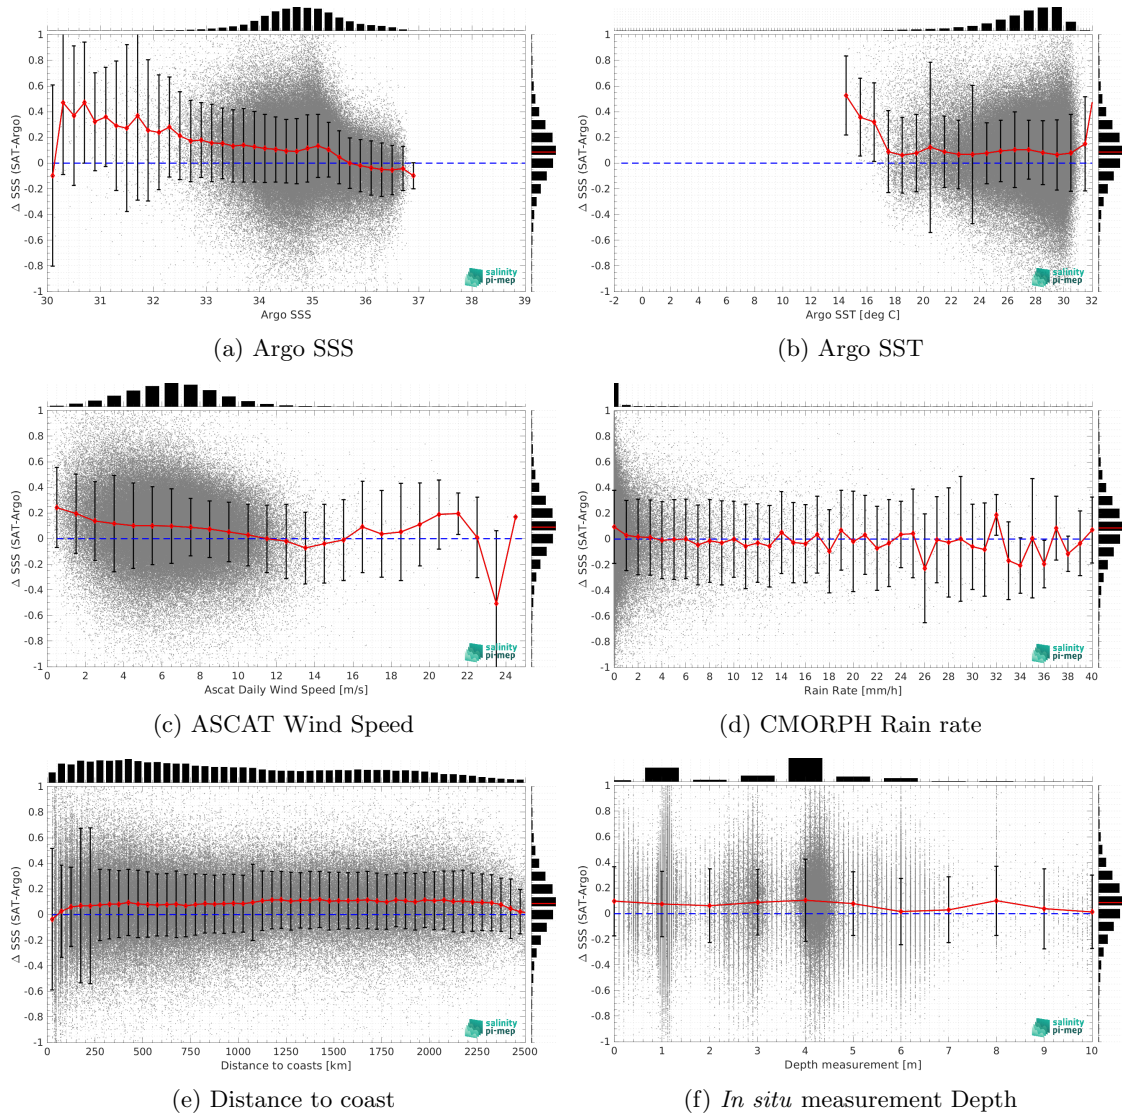 1
0.8
0.6
0.4
0.2
0
-0.2
-0.4
-0.6
-0.8
-1
Δ SSS (SAT-Argo)
30 31 32 33 34 35 36 37 38 39
Argo SSS
salinity
pi-mep
(a) Argo SSS
1
0.8
0.6
0.4
0.2
0
-0.2
-0.4
-0.6
-0.8
-1
Δ SSS (SAT-Argo)
-2 0 2 4 6 8 10 12 14 16 18 20 22 24 26 28 30 32
Argo SST [deg C]
salinity
pi-mep
(b) Argo SST
1
0.8
0.6
0.4
0.2
0
-0.2
-0.4
-0.6
-0.8
-1
Δ SSS (SAT-Argo)
0 2 4 6 8 10 12 14 16 18 20 22 24
Ascat Daily Wind Speed [m/s]
salinity
pi-mep
(c) ASCAT Wind Speed
1
0.8
0.6
0.4
0.2
0
-0.2
-0.4
-0.6
-0.8
-1
Δ SSS (SAT-Argo)
0 2 4 6 8 10 12 14 16 18 20 22 24 26 28 30 32 34 36 38 40
Rain Rate [mm/h]
salinity
pi-mep
(d) CMORPH Rain rate
1
0.8
0.6
0.4
0.2
0
-0.2
-0.4
-0.6
-0.8
-1
Δ SSS (SAT-Argo)
0 250 500 750 1000 1250 1500 1750 2000 2250 2500
Distance to coasts [km]
salinity
pi-mep
(e) Distance to coast
1
0.8
0.6
0.4
0.2
0
-0.2
-0.4
-0.6
-0.8
-1
Δ SSS (SAT-Argo)
0 1 2 3 4 5 6 7 8 9 10
Depth measurement [m]
salinity
pi-mep
(f) In situ measurement Depth